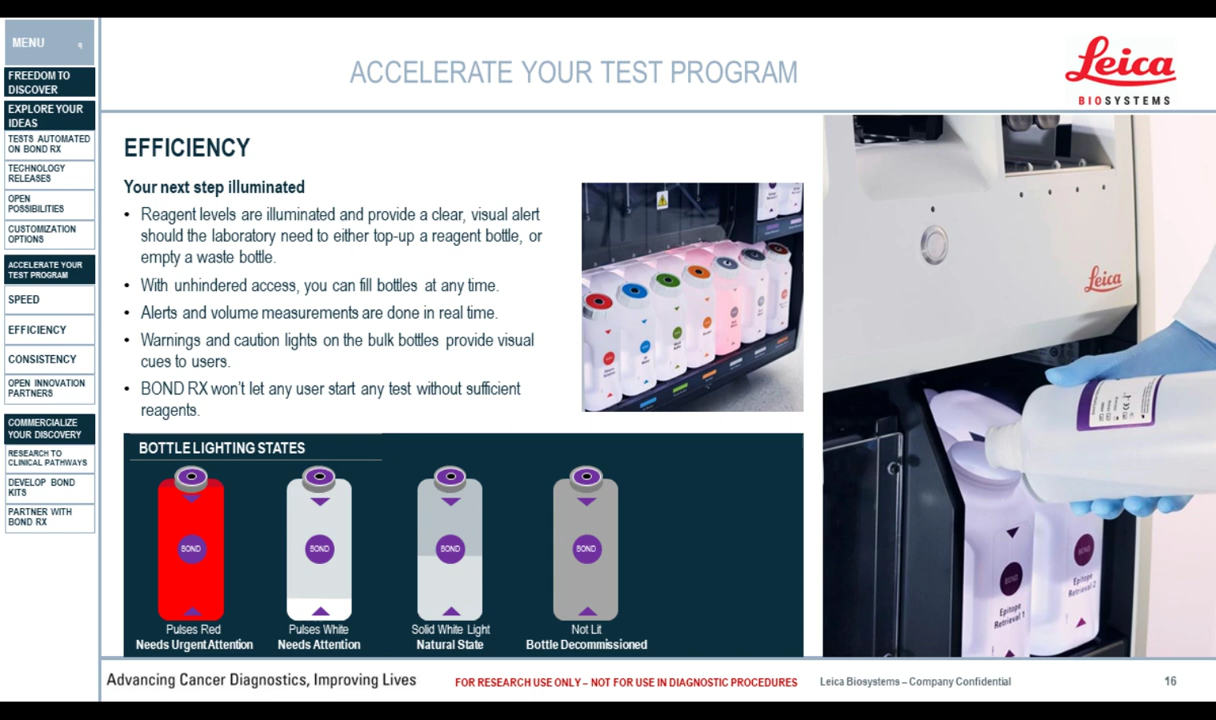 MENU
FREEDOM TO
DISCOVER
EXPLORE YOUR
IDEAS
TESTS AUTOMATED
ON BOND RX
TECHNOLOGY
RELEASES
OPEN
POSSIBILITIES
CUSTOMIZATION
OPTIONS
ACCELERATE YOUR
TEST PROGRAM
SPEED
EFFICIENCY
CONSISTENCY
OPEN INNOVATION
PARTNERS
COMMERCIALIZE
YOUR DISCOVERY
RESEARCH TO
CLINICAL PATHWAYS
DEVELOP BOND
KITS
PARTNER WITH
BOND RX
ACCELERATE YOUR TEST PROGRAM
Leica
BIOSYSTEMS
EFFICIENCY
Your next step illuminated
• Reagent levels are illuminated and provide a clear, visual alert
should the laboratory need to either top-up a reagent bottle, or
empty a waste bottle.
• With unhindered access, you can fill bottles at any time.
• Alerts and volume measurements are done in real time.
• Warnings and caution lights on the bulk bottles provide visual
cues to users.
• BOND RX won't let any user start any test without sufficient
reagents.
BOTTLE LIGHTING STATES
BOND
BOND
BOND
BOND
Pulses Red
Needs Urgent Attention
Pulses White
Needs Attention
Solid White Light
Natural State
Not Lit
Bottle Decommissioned
Leica
BOND
Epitope
Retrieval 1
BOND
Epitope
Retrieval 2
Advancing Cancer Diagnostics, Improving Lives
FOR RESEARCH USE ONLY – NOT FOR USE IN DIAGNOSTIC PROCEDURES
Leica Biosystems – Company Confidential
16